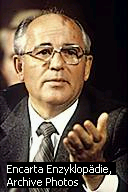 Encarta Enzyklopädie,
Archive Photos